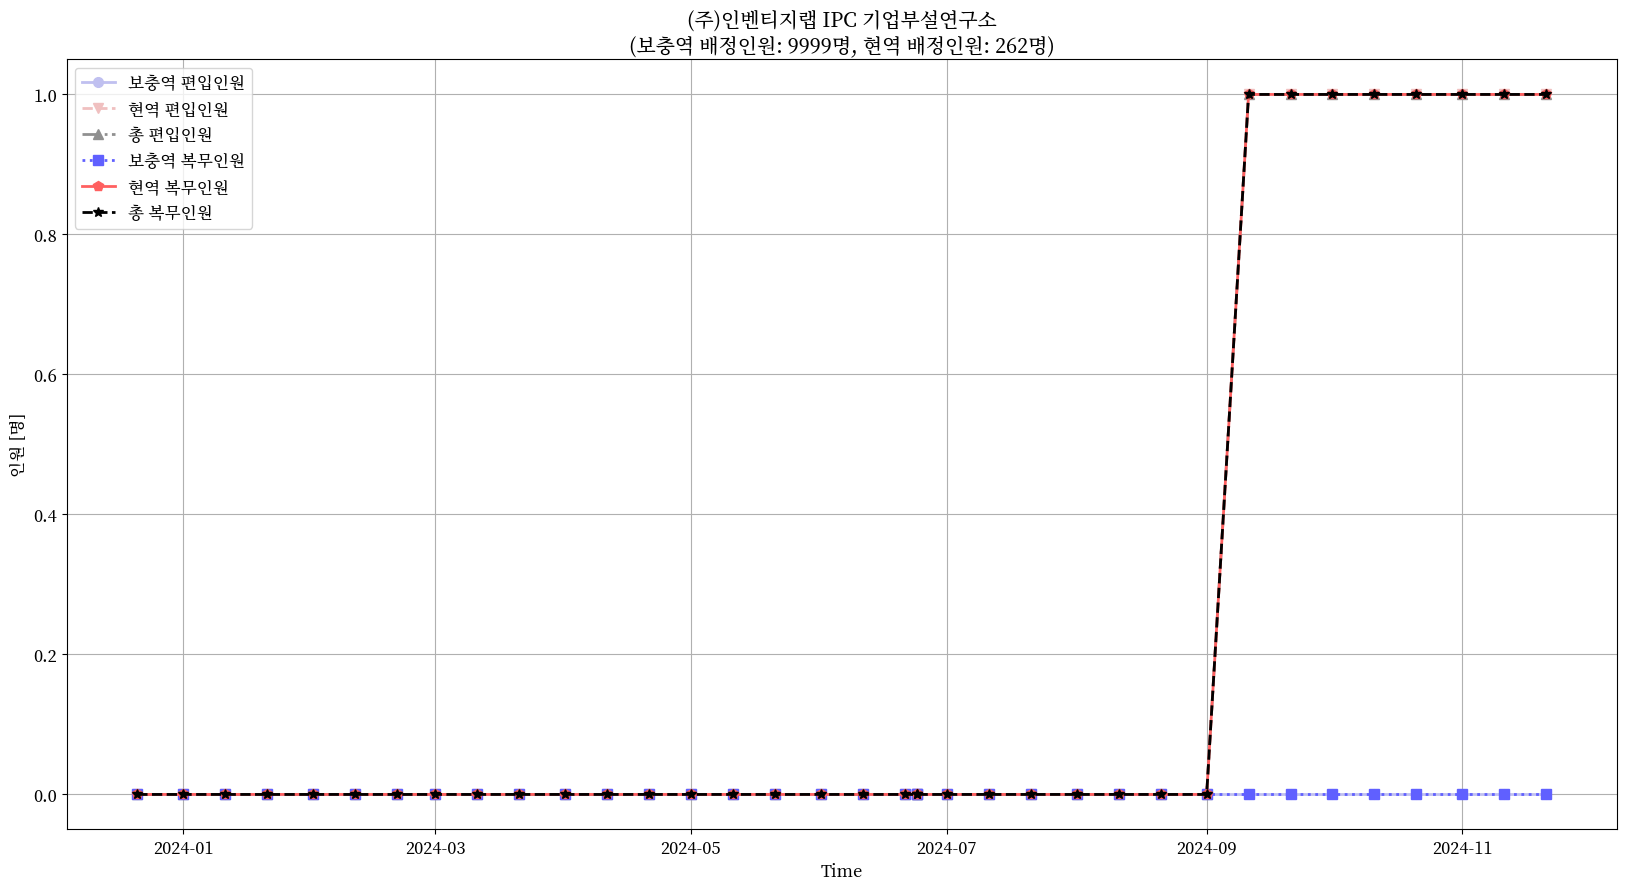 (주)인벤티지랩 IPC 기업부설연구소
(보충역 배정인원: 9999명, 현역 배정인원: 262명)
보충역 편입인원
현역 편입인원
총 편입인원
보충역 복무인원
현역 복무인원
총 복무인원
1.0
0.8
0.6
0.4
0.2
0.0
인원 [명]
2024-01
2024-03
2024-05
2024-07
2024-09
2024-11
Time